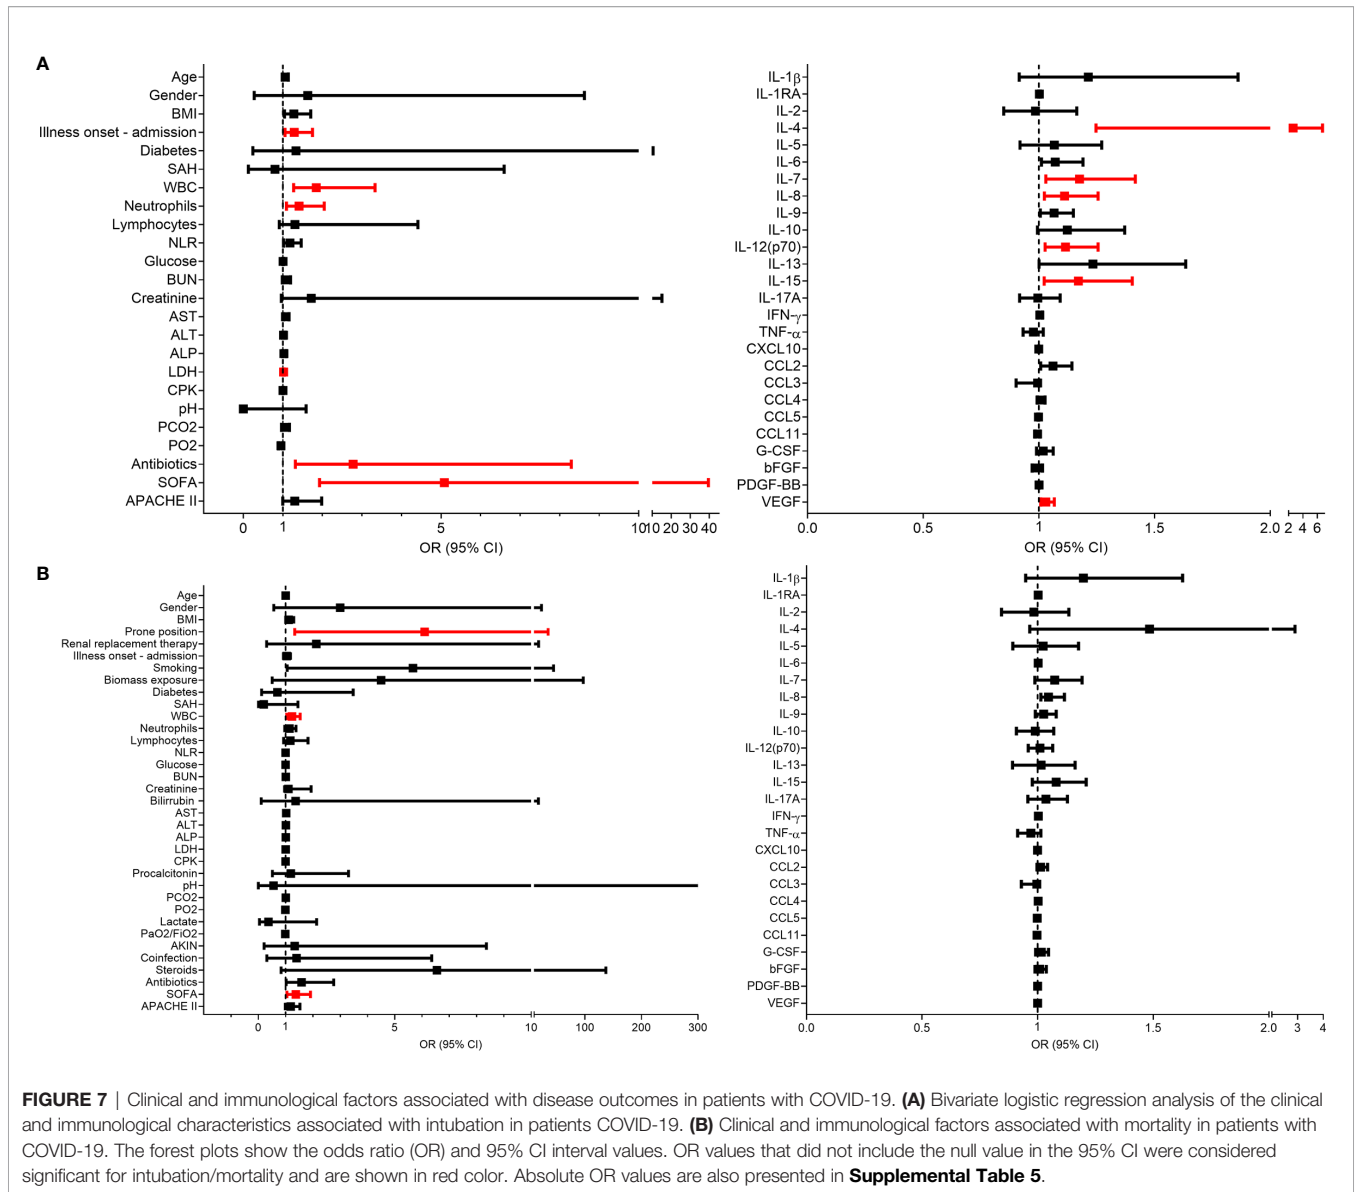 A
Age
Gender
BMI
Illness onset - admission
Diabetes
SAH
WBC
Neutrophils
Lymphocytes
NLR
Glucose
BUN
Creatinine
AST
ALT
ALP
LDH
CPK
pH
PCO2
PO2
Antibiotics
SOFA
APACHE II
0 1 5 10 10 20 30 40
OR (95% CI)
IL-1β
IL-1RA
IL-2
IL-4
IL-5
IL-6
IL-7
IL-8
IL-9
IL-10
IL-12(p70)
IL-13
IL-15
IL-17A
IFN-γ
TNF-α
CXCL10
CCL2
CCL3
CCL4
CCL5
CCL11
G-CSF
bFGF
PDGF-BB
VEGF
0.0 0.5 1 1.5 2.0 2 4 6
OR (95% CI)
B
Age
Gender
BMI
Prone position
Renal replacement therapy
Illness onset - admission
Smoking
Biomass exposure
Diabetes
SAH
WBC
Neutrophils
Lymphocytes
NLR
Glucose
BUN
Creatinine
Bilirrubin
AST
ALT
ALP
LDH
CPK
Procalcitonin
pH
PCO2
PO2
Lactate
PaO2/FiO2
AKIN
Coinfection
Steroids
Antibiotics
SOFA
APACHE II
0 1 5 10 100 200 300
OR (95% CI)
IL-1β
IL-1RA
IL-2
IL-4
IL-5
IL-6
IL-7
IL-8
IL-9
IL-10
IL-12(p70)
IL-13
IL-15
IL-17A
IFN-γ
TNF-α
CXCL10
CCL2
CCL3
CCL4
CCL5
CCL11
G-CSF
bFGF
PDGF-BB
VEGF
0.0 0.5 1 1.5 2.0 3 4
OR (95% CI)
FIGURE 7 | Clinical and immunological factors associated with disease outcomes in patients with COVID-19. (A) Bivariate logistic regression analysis of the clinical
and immunological characteristics associated with intubation in patients COVID-19. (B) Clinical and immunological factors associated with mortality in patients with
COVID-19. The forest plots show the odds ratio (OR) and 95% CI interval values. OR values that did not include the null value in the 95% CI were considered
significant for intubation/mortality and are shown in red color. Absolute OR values are also presented in Supplemental Table 5.